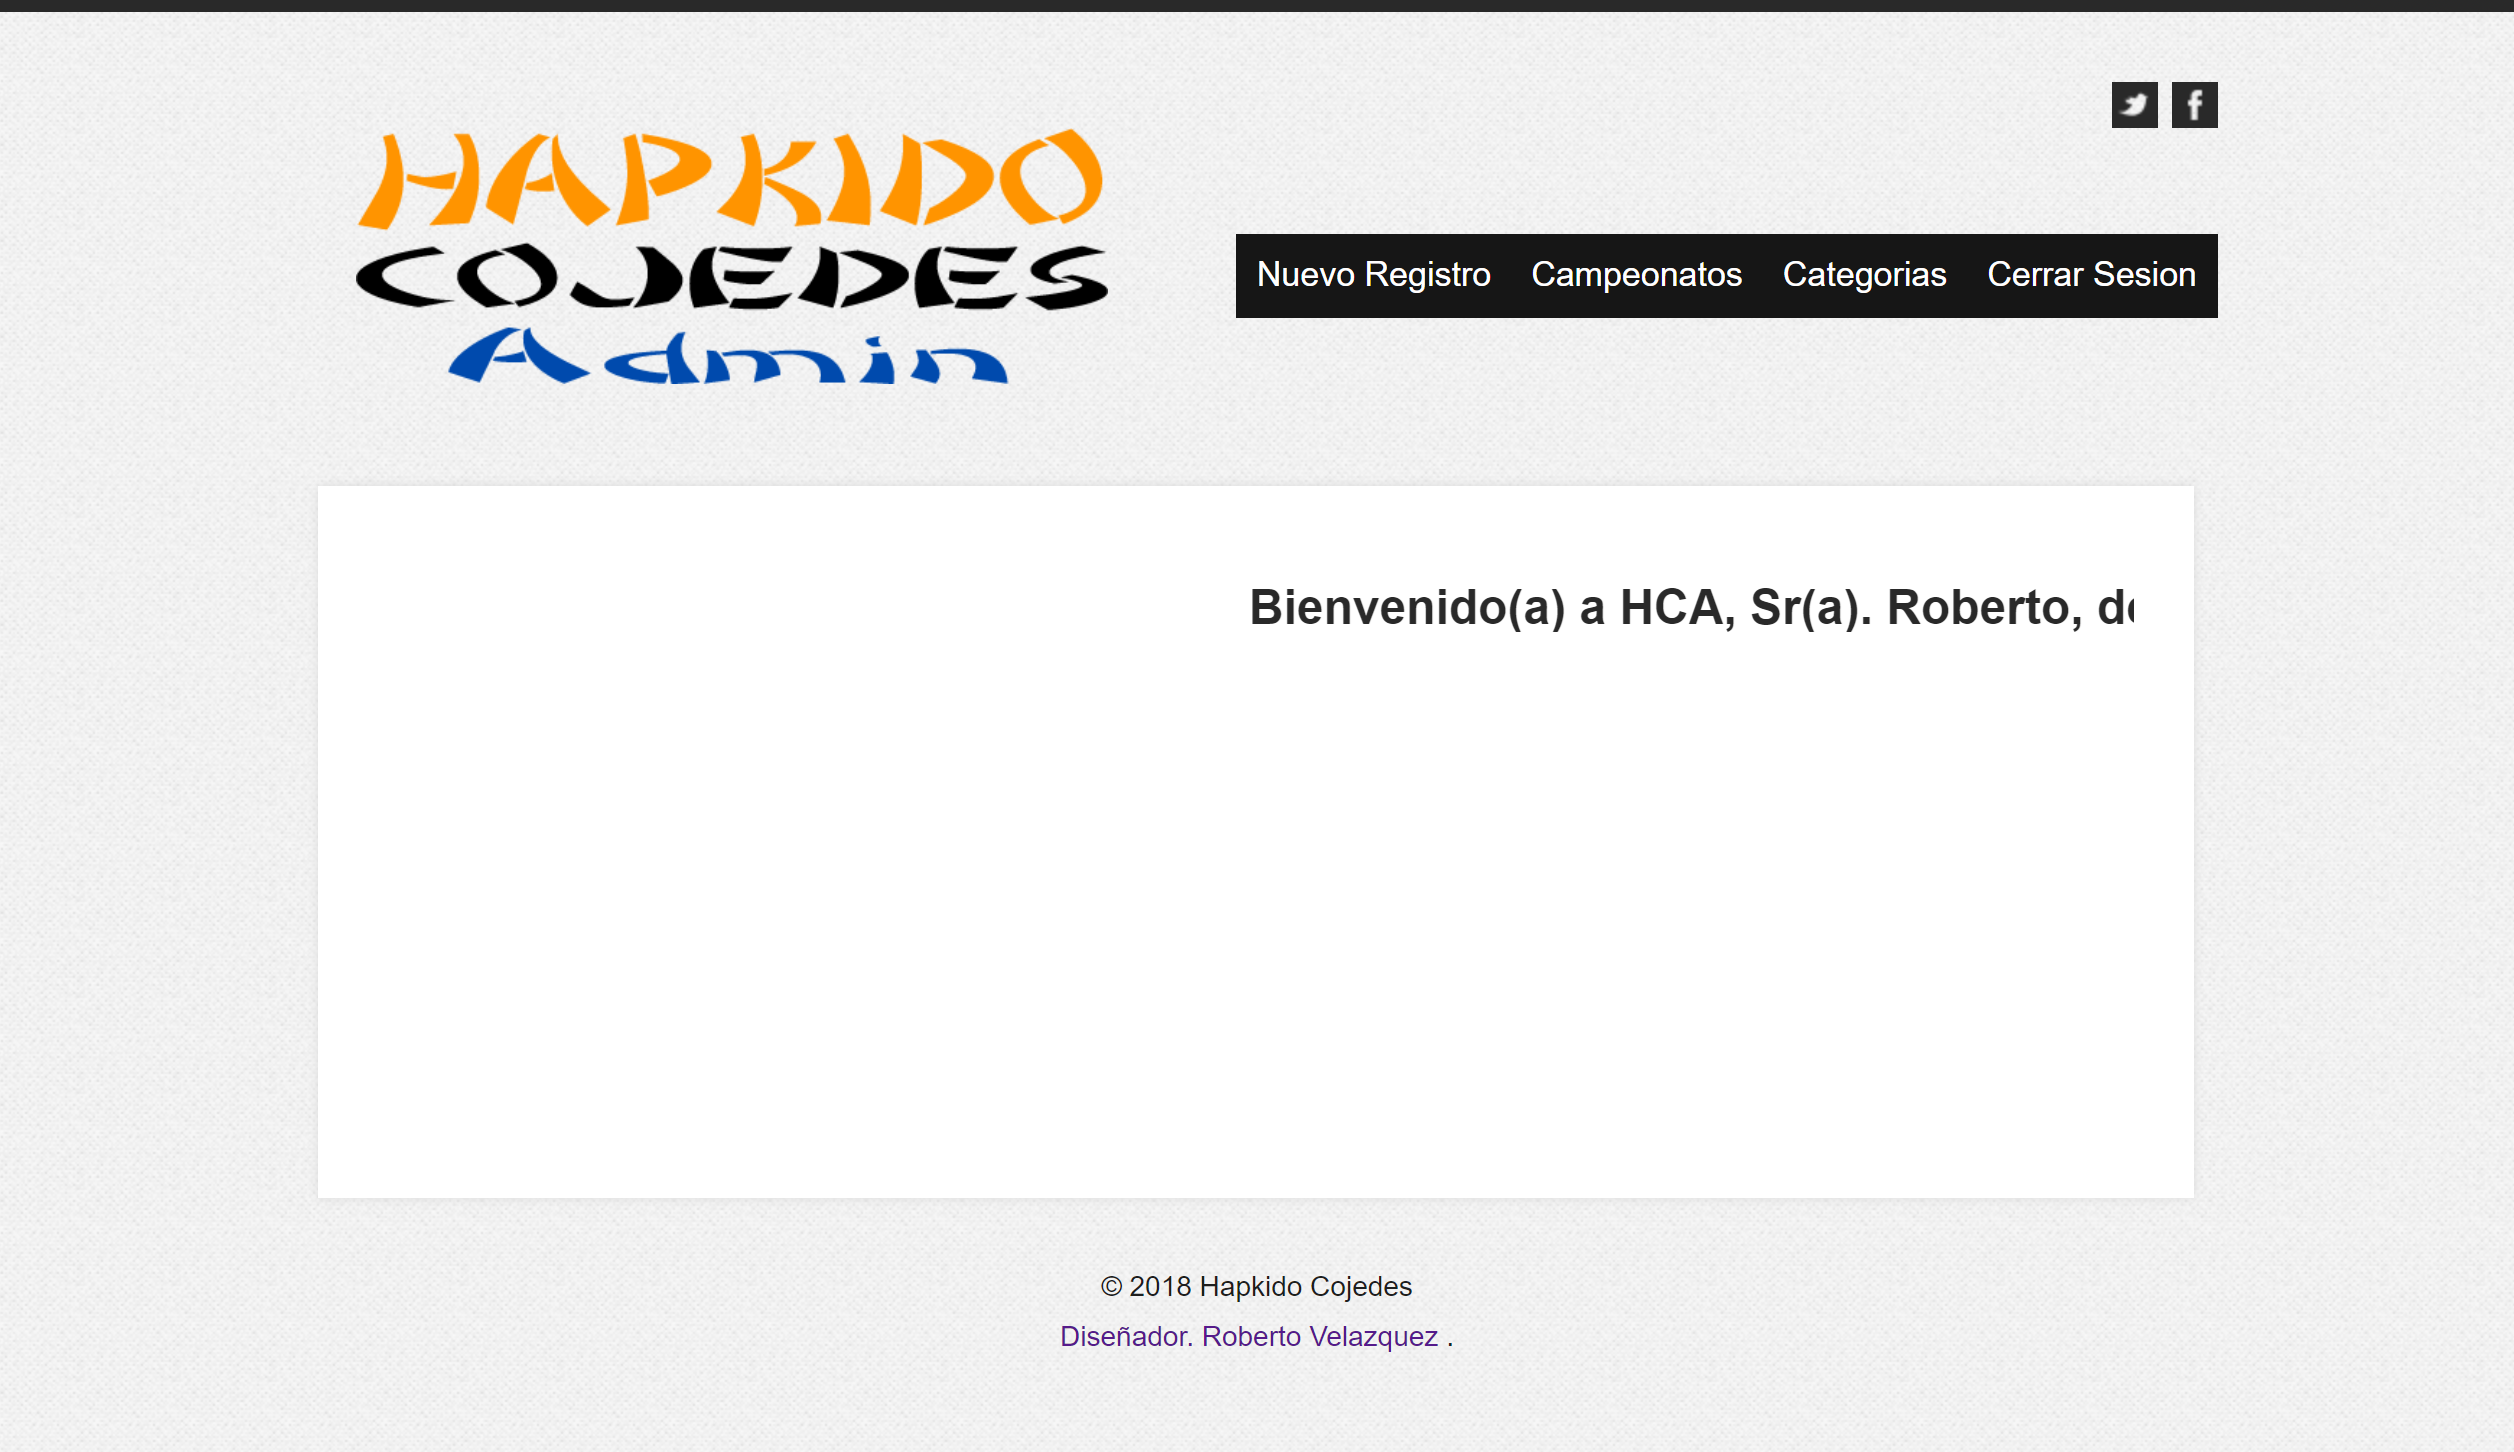 HAPKIDO
COJEDES
Admin
Nuevo Registro Campeonatos Categorias Cerrar Sesion
Bienvenido(a) a HCA, Sr(a). Roberto,
© 2018 Hapkido Cojedes
Diseñador. Roberto Velazquez .